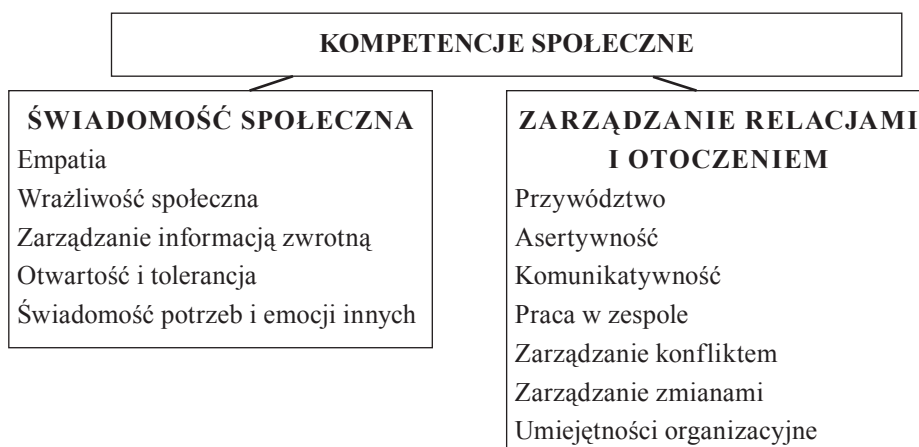 KOMPETENCJE SPOŁECZNE
ŚWIADOMOŚĆ SPOŁECZNA
Empatia
Wrażliwość społeczna
Zarządzanie informacją zwrotną
Otwartość i tolerancja
Świadomość potrzeb i emocji innych
ZARZĄDZANIE RELACJAMI
I OTOCZENIEM
Przywództwo
Asertywność
Komunikatywność
Praca w zespole
Zarządzanie konfliktem
Zarządzanie zmianami
Umiejętności organizacyjne